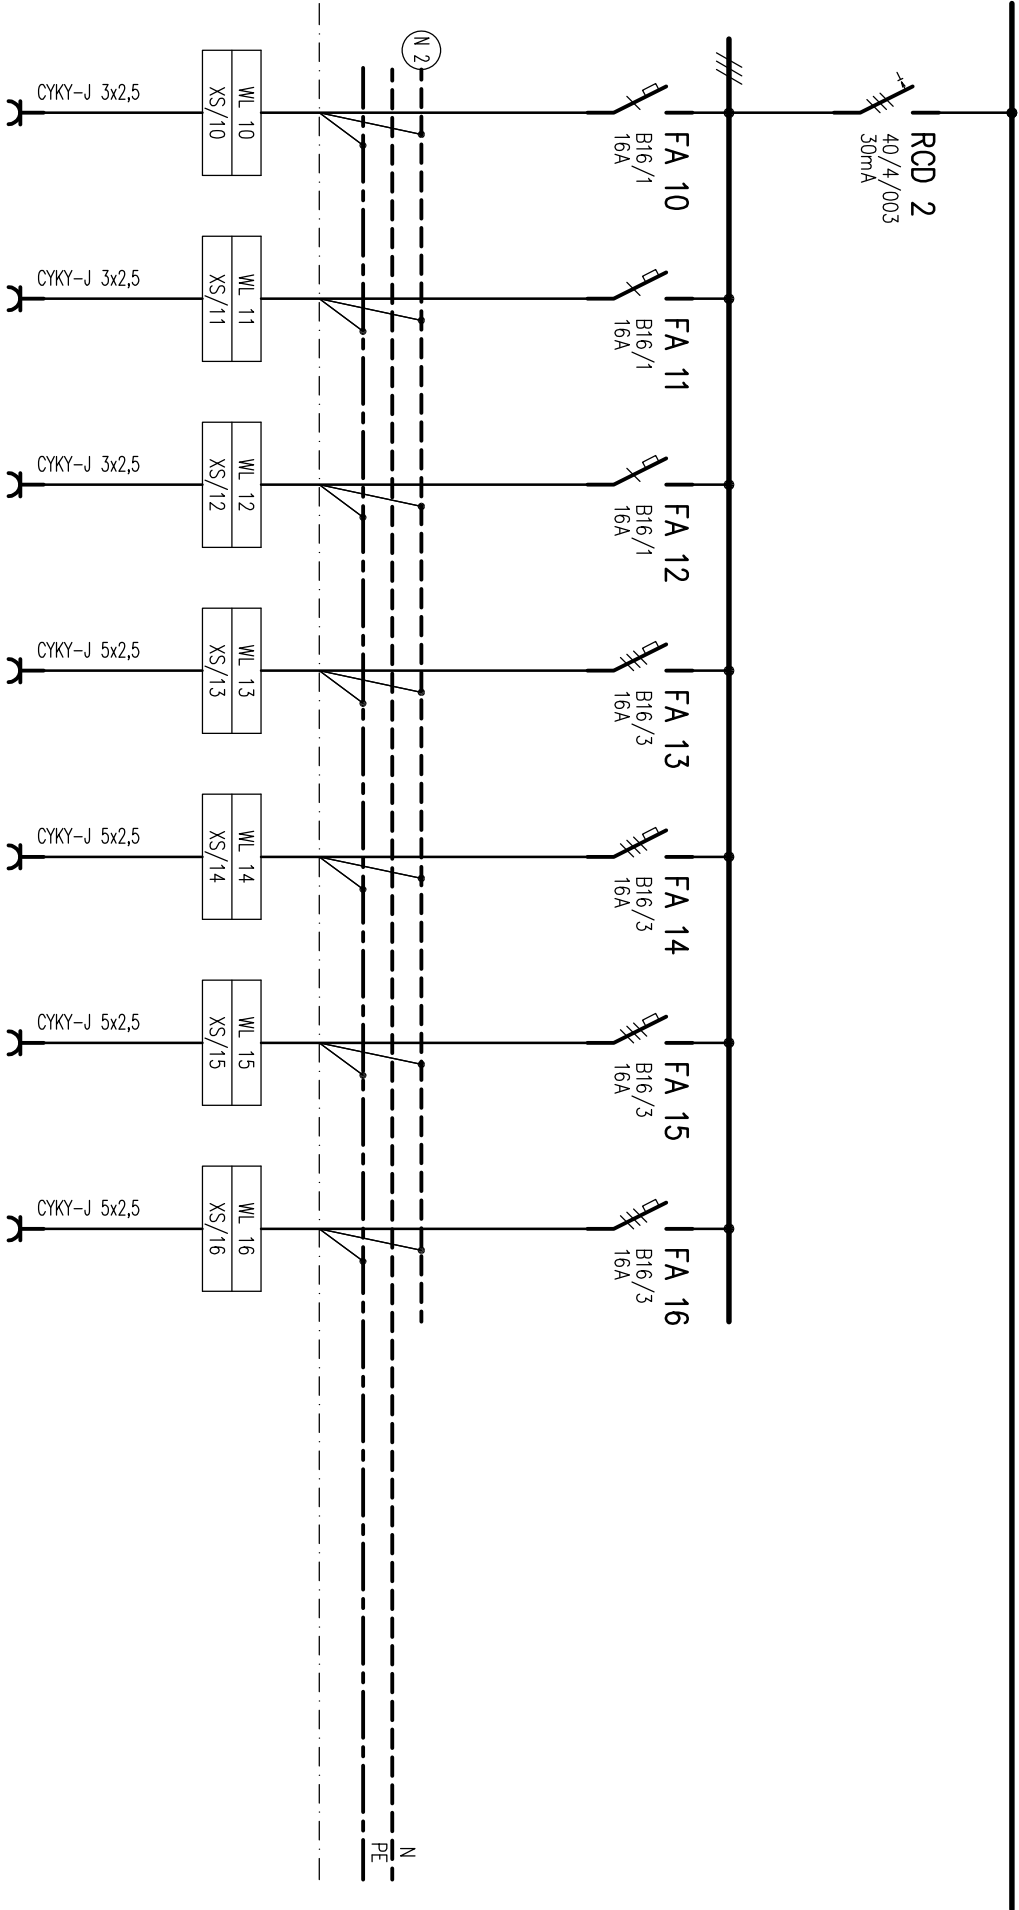 RCD 2
40/4/003
30mA
N 2
FA 10
B16/1
16A
FA 11
B16/1
16A
FA 12
B16/1
16A
FA 13
B16/3
16A
FA 14
B16/3
16A
FA 15
B16/3
16A
FA 16
B16/3
16A
N
PE
WL 10
XS/10
WL 11
XS/11
WL 12
XS/12
WL 13
XS/13
WL 14
XS/14
WL 15
XS/15
WL 16
XS/16
CYKY-J 3x2,5
CYKY-J 3x2,5
CYKY-J 3x2,5
CYKY-J 5x2,5
CYKY-J 5x2,5
CYKY-J 5x2,5
CYKY-J 5x2,5